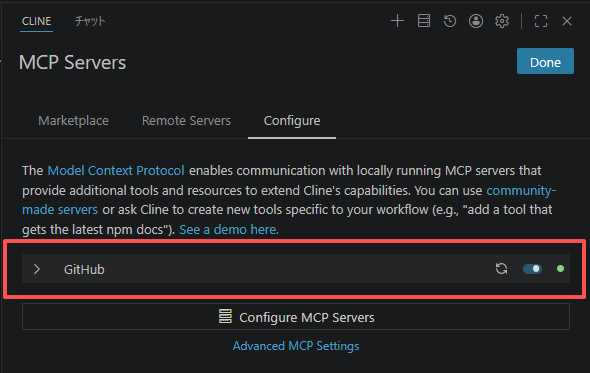 CLINE チャット
MCP Servers
Done
Marketplace Remote Servers Configure
The Model Context Protocol enables communication with locally running MCP servers that
provide additional tools and resources to extend Cline's capabilities. You can use community-
made servers or ask Cline to create new tools specific to your workflow (e.g., "add a tool that
gets the latest npm docs"). See a demo here.
GitHub
Configure MCP Servers
Advanced MCP Settings